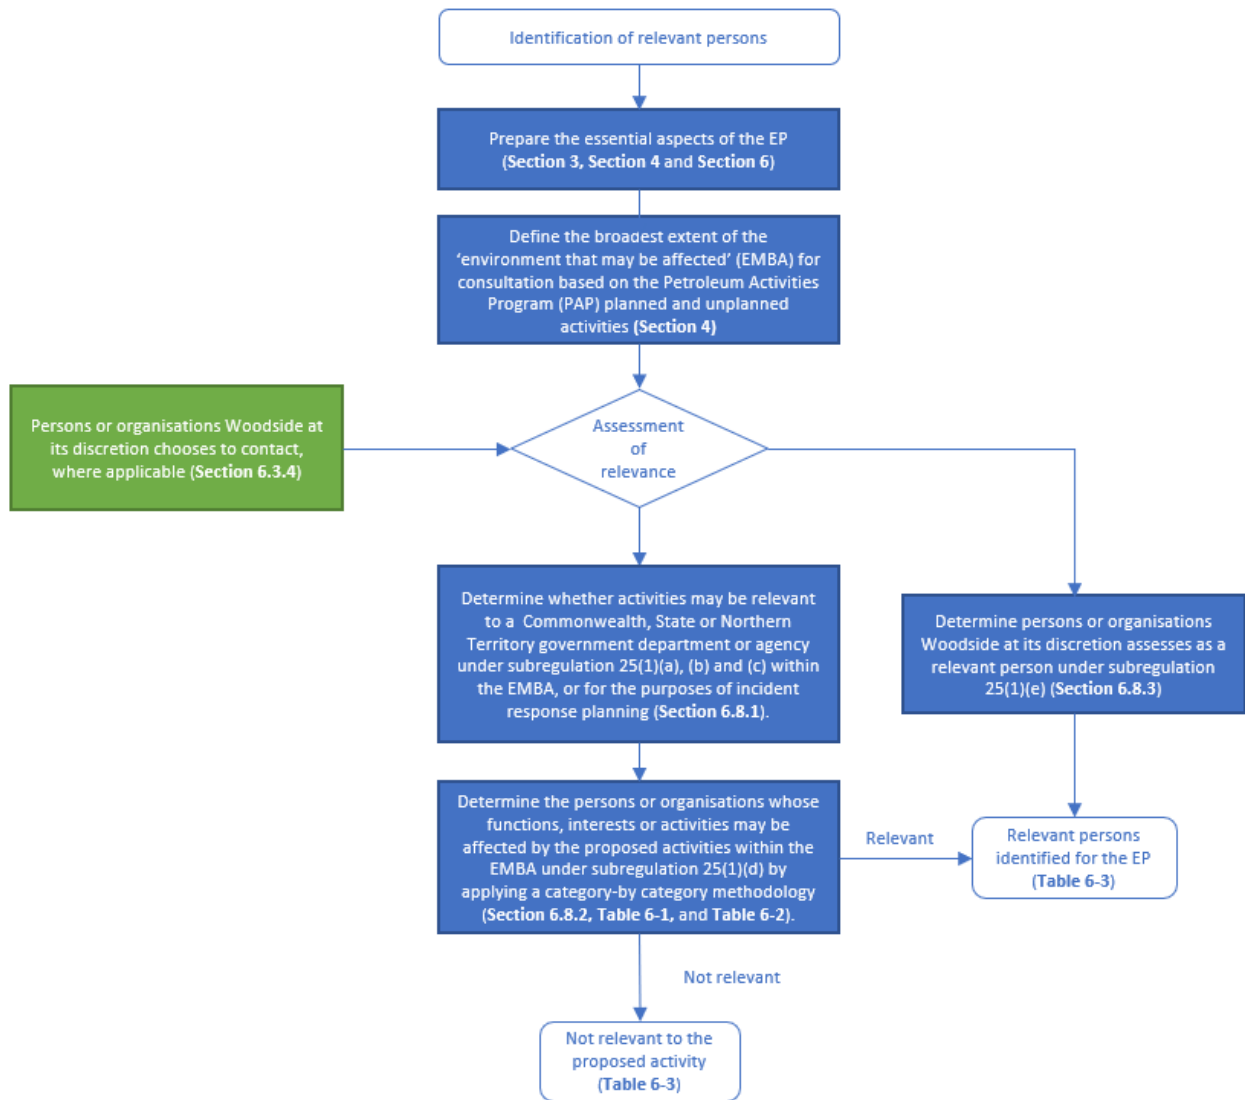 Identification of relevant persons
Prepare the essential aspects of the EP
(Section 3, Section 4 and Section 6)
Define the broadest extent of the
‘environment that may be affected’ (EMBA) for
consultation based on the Petroleum Activities
Program (PAP) planned and unplanned
activities (Section 4)
Persons or organisations Woodside at
its discretion chooses to contact,
where applicable (Section 6.3.4)
Assessment
of
relevance
Determine whether activities may be relevant
to a Commonwealth, State or Northern
Territory government department or agency
under subregulation 25(1)(a), (b) and (c) within
the EMBA, or for the purposes of incident
response planning (Section 6.8.1).
Determine persons or organisations
Woodside at its discretion assesses as a
relevant person under subregulation
25(1)(e) (Section 6.8.3)
Determine the persons or organisations whose
functions, interests or activities may be
affected by the proposed activities within the
EMBA under subregulation 25(1)(d) by
applying a category-by category methodology
(Section 6.8.2, Table 6-1, and Table 6-2).
Relevant
Relevant persons
identified for the EP
(Table 6-3)
Not relevant
Not relevant to the
proposed activity
(Table 6-3)